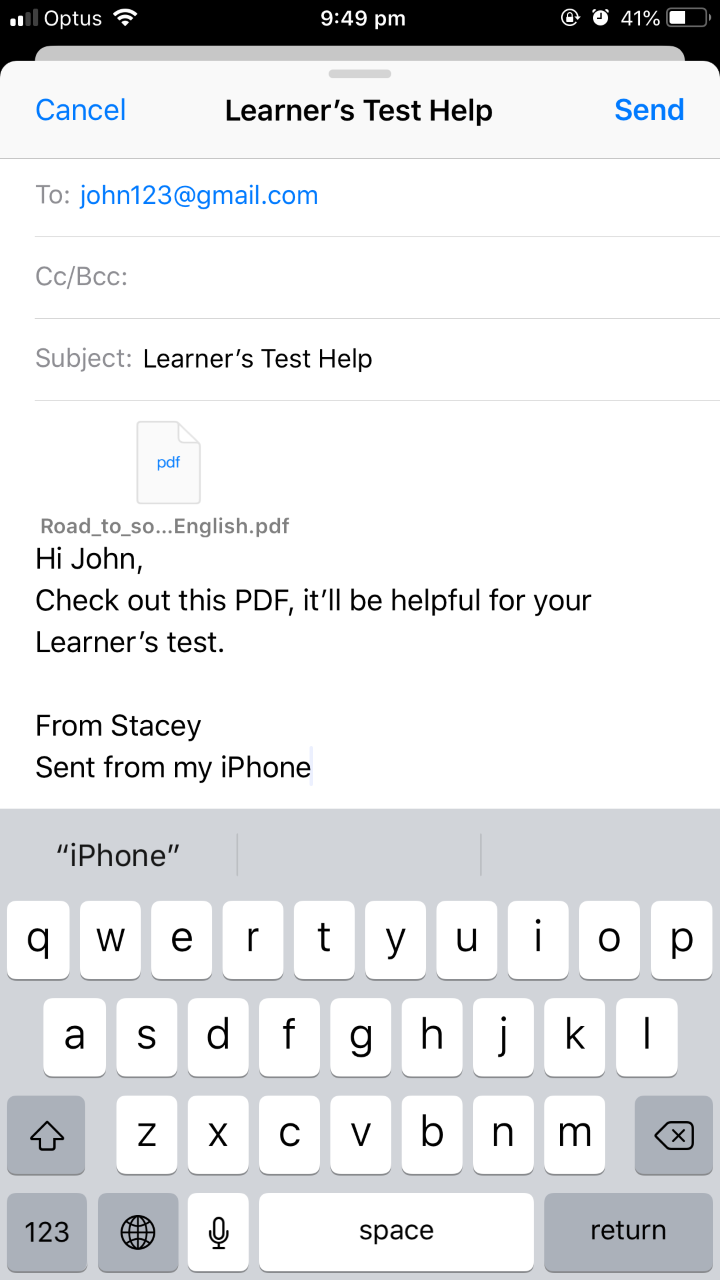 Optus 9:49 pm 41%
Cancel Learner's Test Help Send
To: john123@gmail.com
Cc/Bcc:
Subject: Learner's Test Help
pdf
Road_to_so...English.pdf
Hi John,
Check out this PDF, it'll be helpful for your
Learner's test.
From Stacey
Sent from my iPhone
“iPhone”
q w e r t y u i o p
a s d f g h j k l
z x c v b n m
123 space return